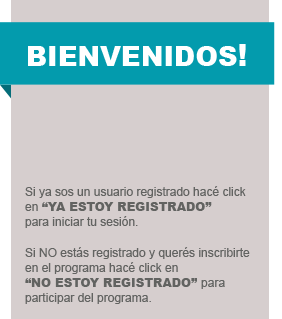 BIENVENIDOS!
Si ya sos un usuario registrado hacé click
en “YA ESTOY REGISTRADO”
para iniciar tu sesión.
Si NO estás registrado y querés inscribirte
en el programa hacé click en
“NO ESTOY REGISTRADO” para
participar del programa.